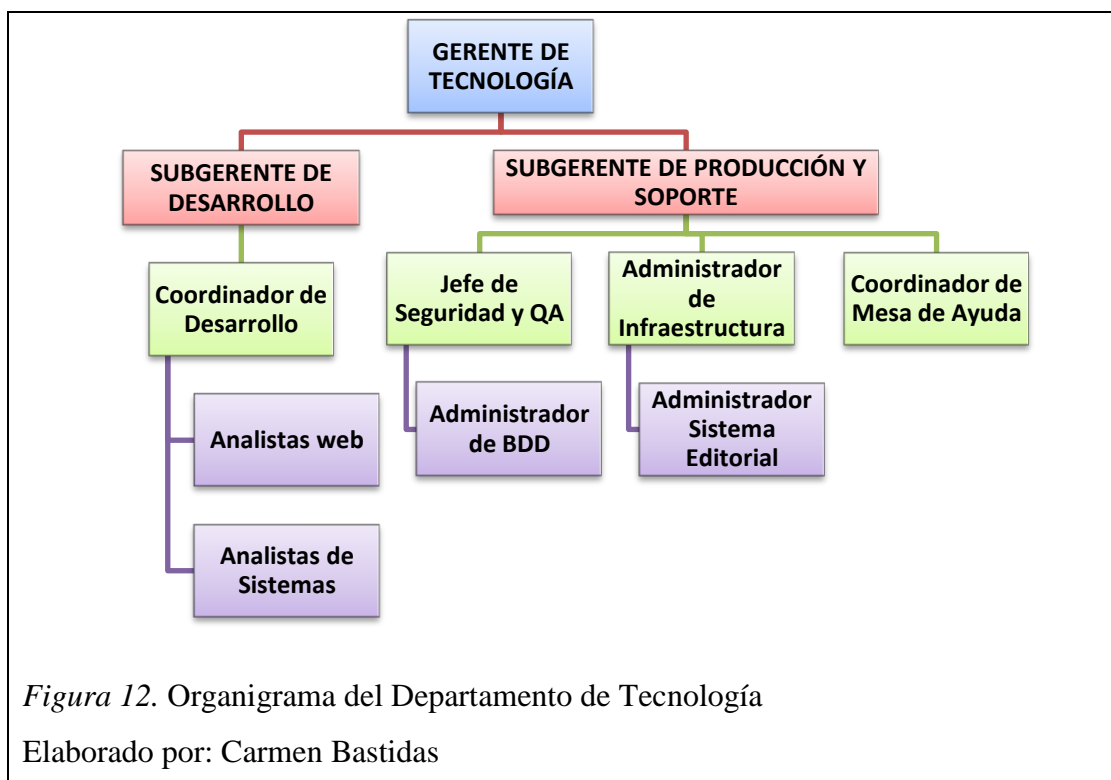 GERENTE DE
TECNOLOGÍA
SUBGERENTE DE
DESARROLLO
SUBGERENTE DE PRODUCCIÓN Y
SOPORTE
Coordinador de
Desarrollo
Jefe de
Seguridad y QA
Administrador
de
Infraestructura
Coordinador de
Mesa de Ayuda
Analistas web
Administrador
de BDD
Administrador
Sistema
Editorial
Analistas de
Sistemas
Figura 12. Organigrama del Departamento de Tecnología
Elaborado por: Carmen Bastidas